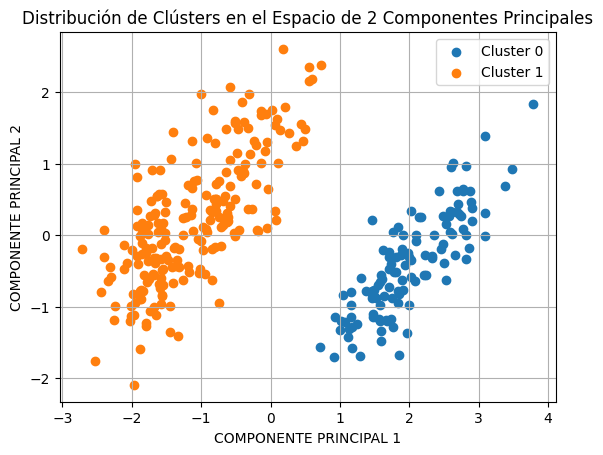 Distribución de Clústers en el Espacio de 2 Componentes Principales
Cluster 0
Cluster 1
COMPONENTE PRINCIPAL 2
2
1
0
−1
−2
−3
−2
−1
0
1
2
3
4
COMPONENTE PRINCIPAL 1